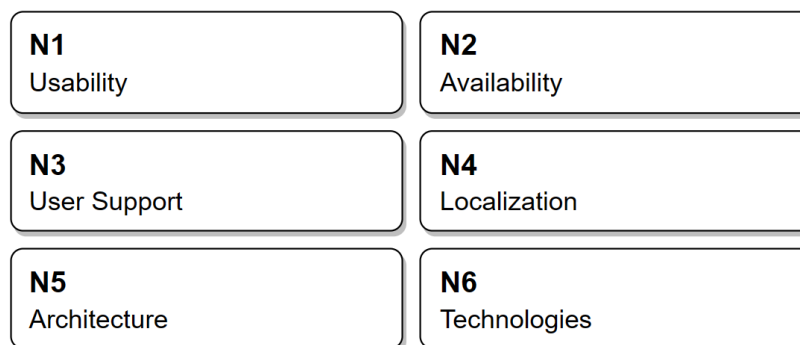 N1
Usability
N2
Availability
N3
User Support
N4
Localization
N5
Architecture
N6
Technologies